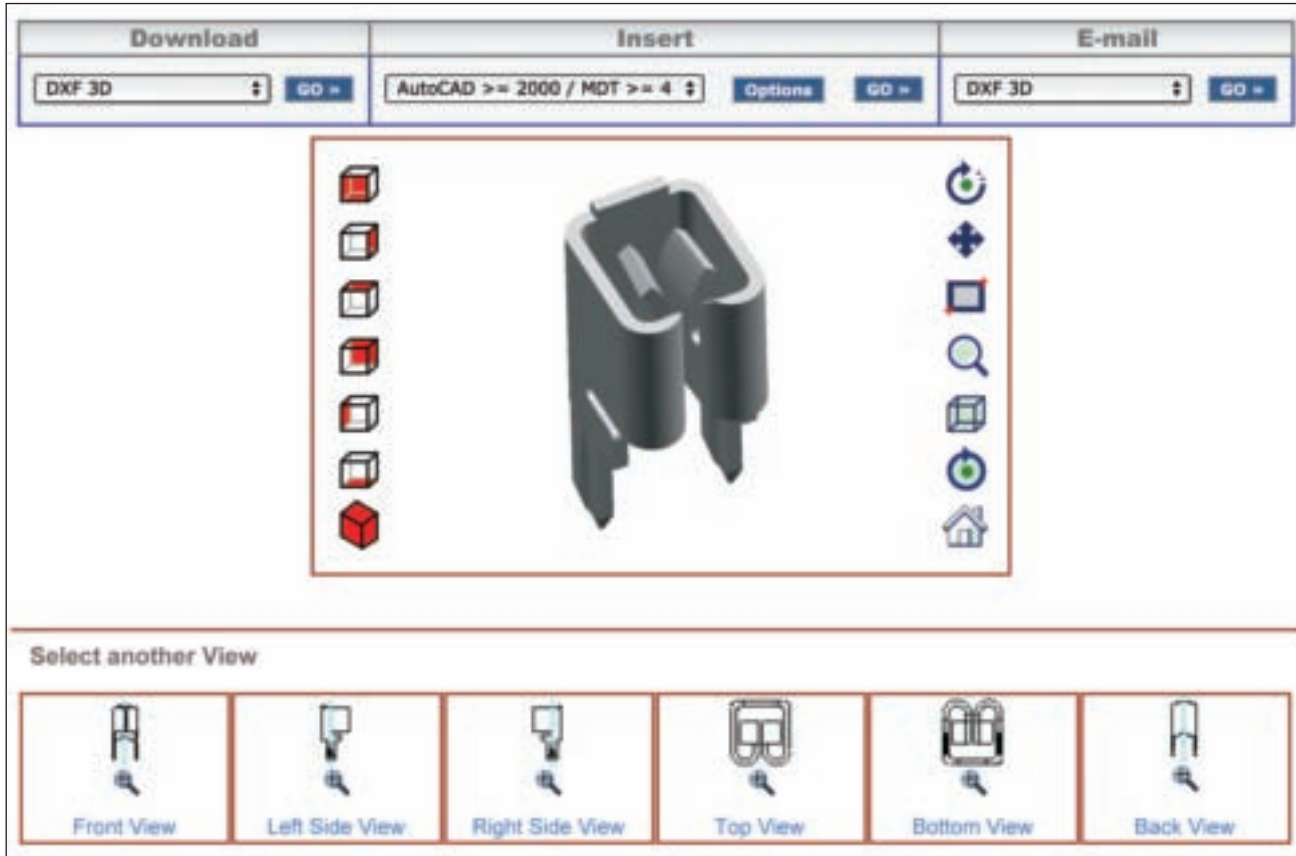 Download Insert E-mail
DXF 3D GO » AutoCAD >= 2000 / MDT >= 4 Options GO » DXF 3D GO »
Select another View
Front View Left Side View Right Side View Top View Bottom View Back View